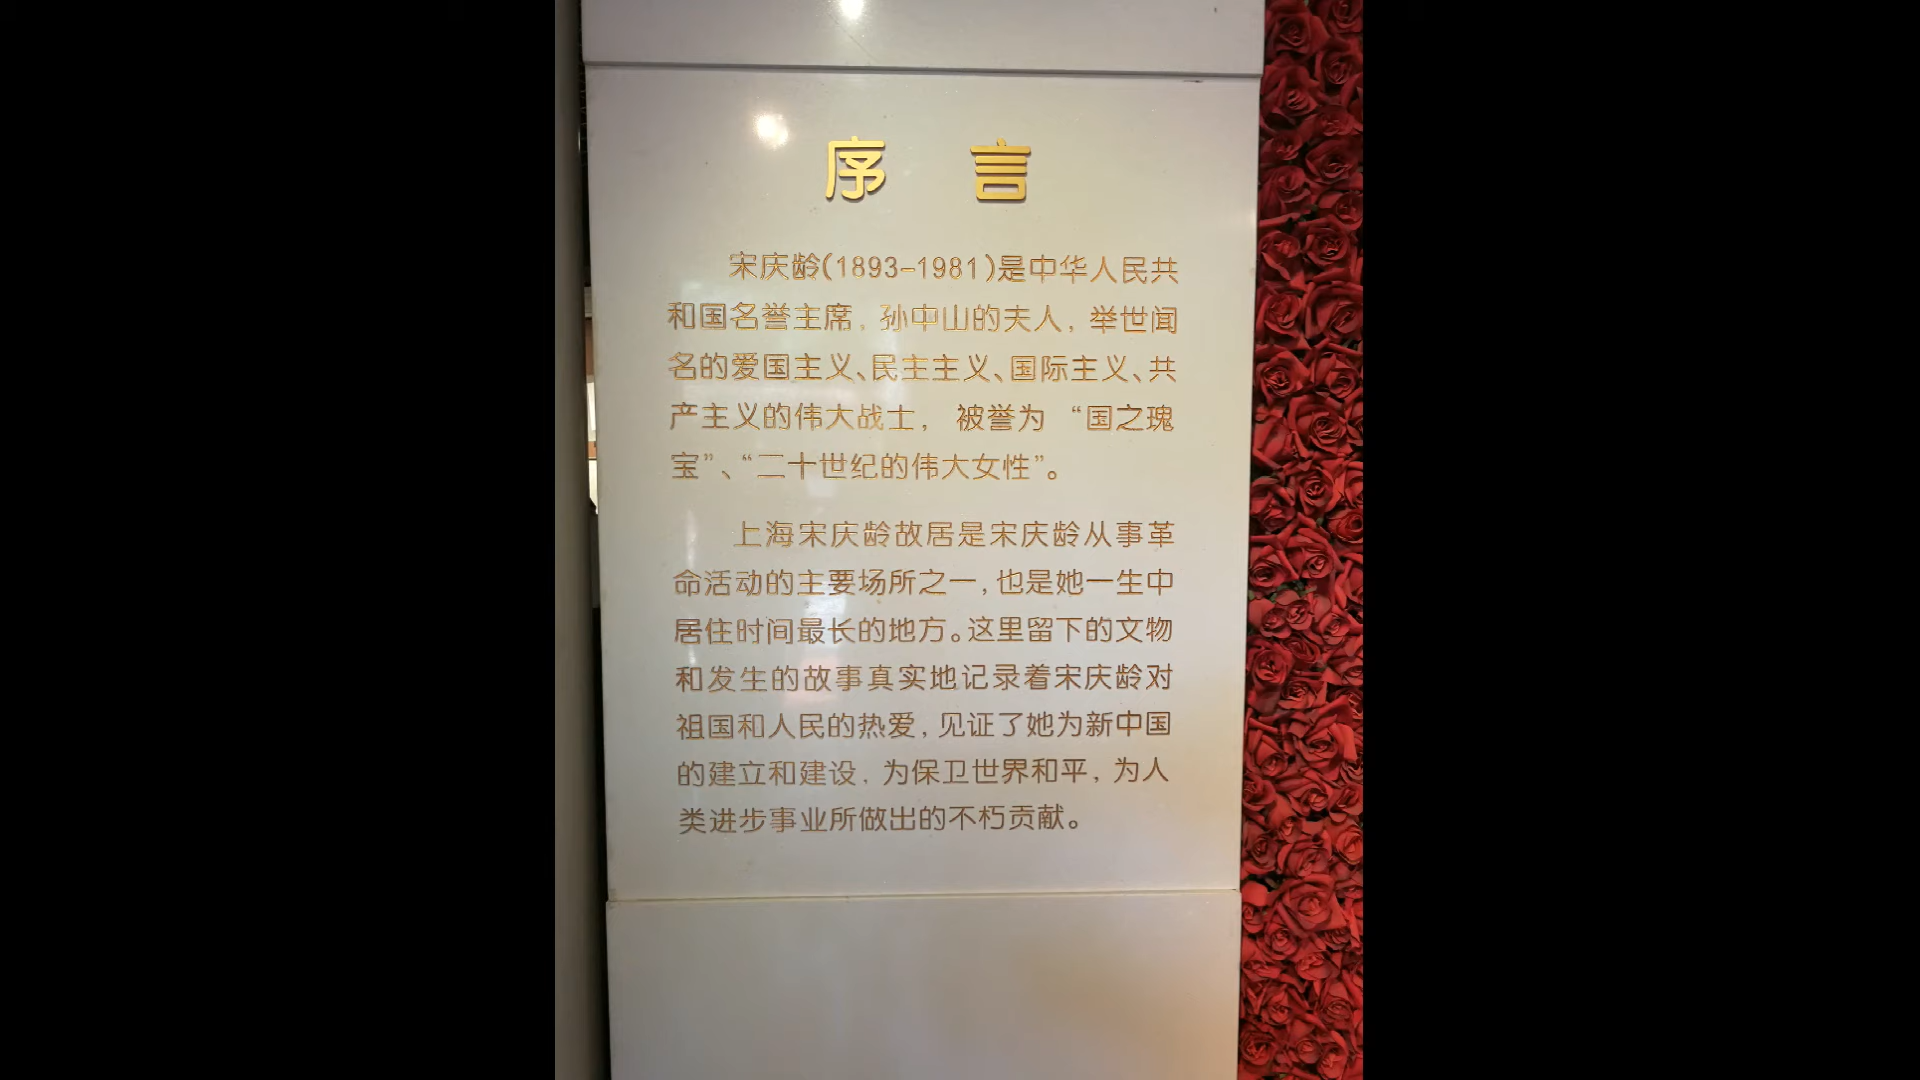 序 言
宋庆龄(1893-1981)是中华人民共
和国名誉主席，孙中山的夫人，举世闻
名的爱国主义、民主主义、国际主义、共
产主义的伟大战士，被誉为“国之瑰
宝”、“二十世纪的伟大女性”。
上海宋庆龄故居是宋庆龄从事革
命活动的主要场所之一，也是她一生中
居住时间最长的地方。这里留下的文物
和发生的故事真实地记录着宋庆龄对
祖国和人民的热爱，见证了她为新中国
的建立和建设，为保卫世界和平，为人
类进步事业所做出的不朽贡献。